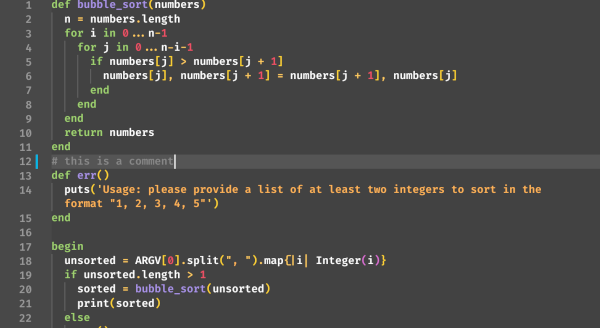 1 def bubble_sort(numbers)
2   n = numbers.length
3   for i in 0...n-1
4     for j in 0...n-i-1
5       if numbers[j] > numbers[j + 1]
6         numbers[j], numbers[j + 1] = numbers[j + 1], numbers[j]
7       end
8     end
9   end
10   return numbers
11 end
12 # this is a comment
13 def err()
14   puts('Usage: please provide a list of at least two integers to sort in the
  format "1, 2, 3, 4, 5"')
15 end
16
17 begin
18   unsorted = ARGV[0].split(", ").map{|i| Integer(i)}
19   if unsorted.length > 1
20     sorted = bubble_sort(unsorted)
21     print(sorted)
22   else